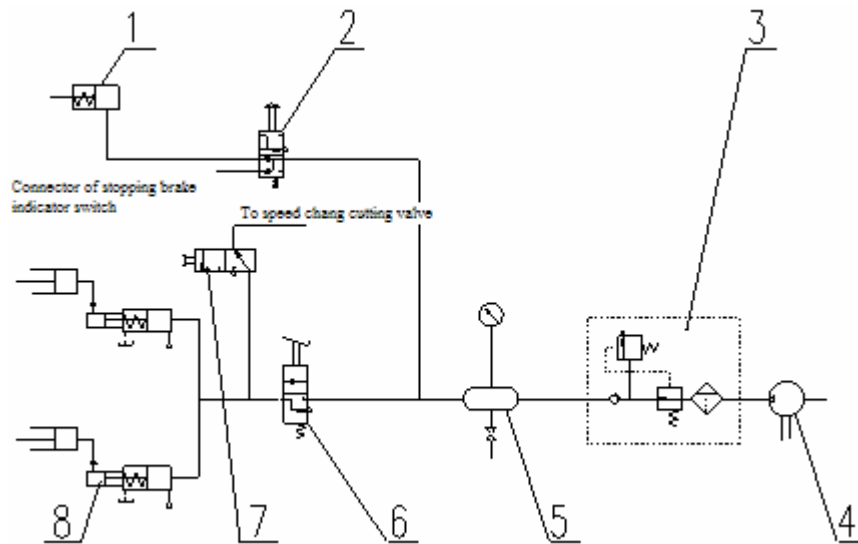 1
2
3
Connector of stopping brake
indicator switch
To speed chang cutting valve
8
7
6
5
4